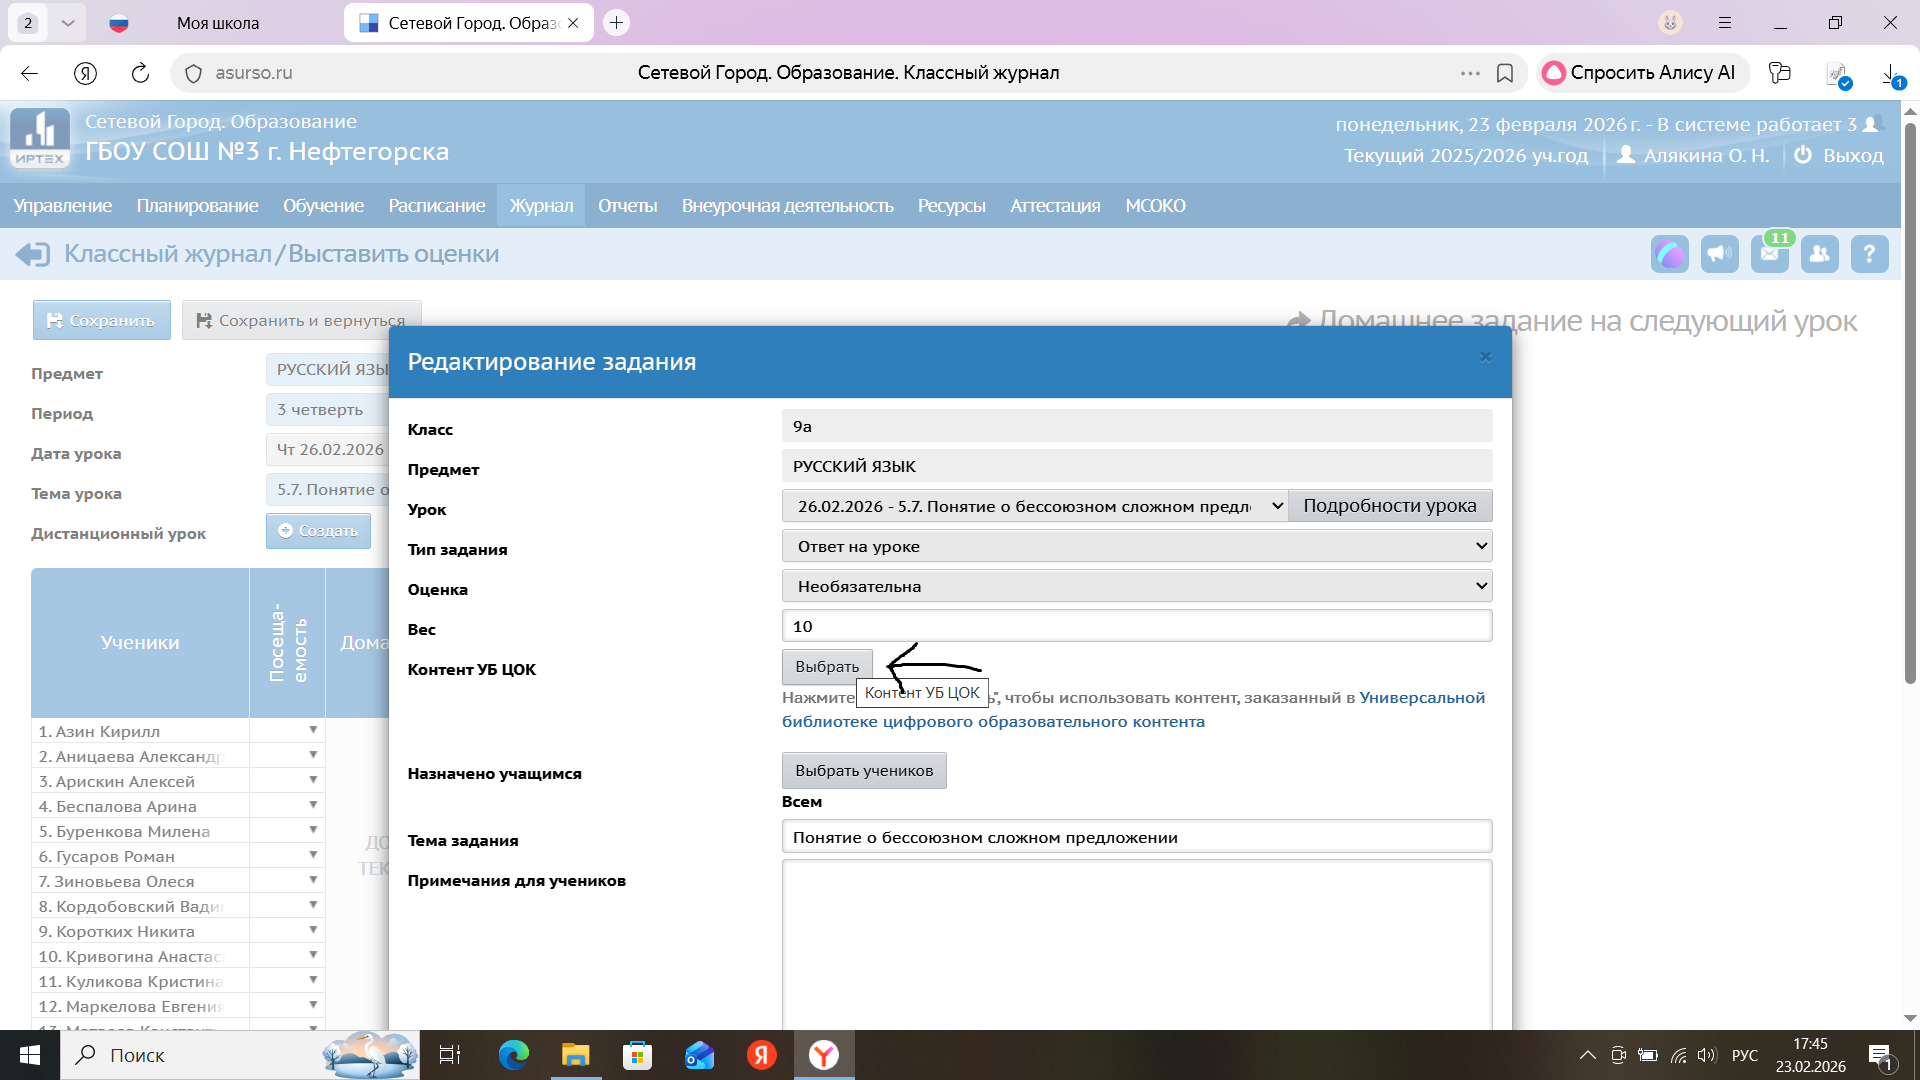 2
Моя школа
Сетевой Город. Образ
asurso.ru
Сетевой Город. Образование. Классный журнал
Спросить Алису AI
1
ИРТЕХ
Сетевой Город. Образование
ГБОУ СОШ №3 г. Нефтегорска
понедельник, 23 февраля 2026 г. - В системе работает 3
Текущий 2025/2026 уч.год
Алякина О. Н.
Выход
Управление
Планирование
Обучение
Расписание
Журнал
Отчеты
Внеурочная деятельность
Ресурсы
Аттестация
МСОКО
Классный журнал/Выставить оценки
11
?
Сохранить
Сохранить и вернуться
Домашнее задание на следующий урок
Предмет
РУССКИЙ ЯЗЫ
Период
3 четверть
Дата урока
Чт 26.02.2026
Тема урока
5.7. Понятие о
Дистанционный урок
Создать
Ученики
Посеща-
емость
Дома
ДО
ТЕК
1. Азин Кирилл
2. Аницаева Александр
3. Арискин Алексей
4. Беспалова Арина
5. Буренкова Милена
6. Гусаров Роман
7. Зиновьева Олеся
8. Кордобовский Вади
9. Коротких Никита
10. Кривогина Анастас
11. Куликова Кристина
12. Маркелова Евгения
Редактирование задания
×
Класс
9а
Предмет
РУССКИЙ ЯЗЫК
Урок
26.02.2026 - 5.7. Понятие о бессоюзном сложном предл
Подробности урока
Тип задания
Ответ на уроке
Оценка
Необязательна
Вес
10
Контент УБ ЦОК
Выбрать
Контент УБ ЦОК
Нажмите ", чтобы использовать контент, заказанный в Универсальной
библиотеке цифрового образовательного контента
Назначено учащимся
Выбрать учеников
Всем
Тема задания
Понятие о бессоюзном сложном предложении
Примечания для учеников
Поиск
РУС
17:45
23.02.2026
1